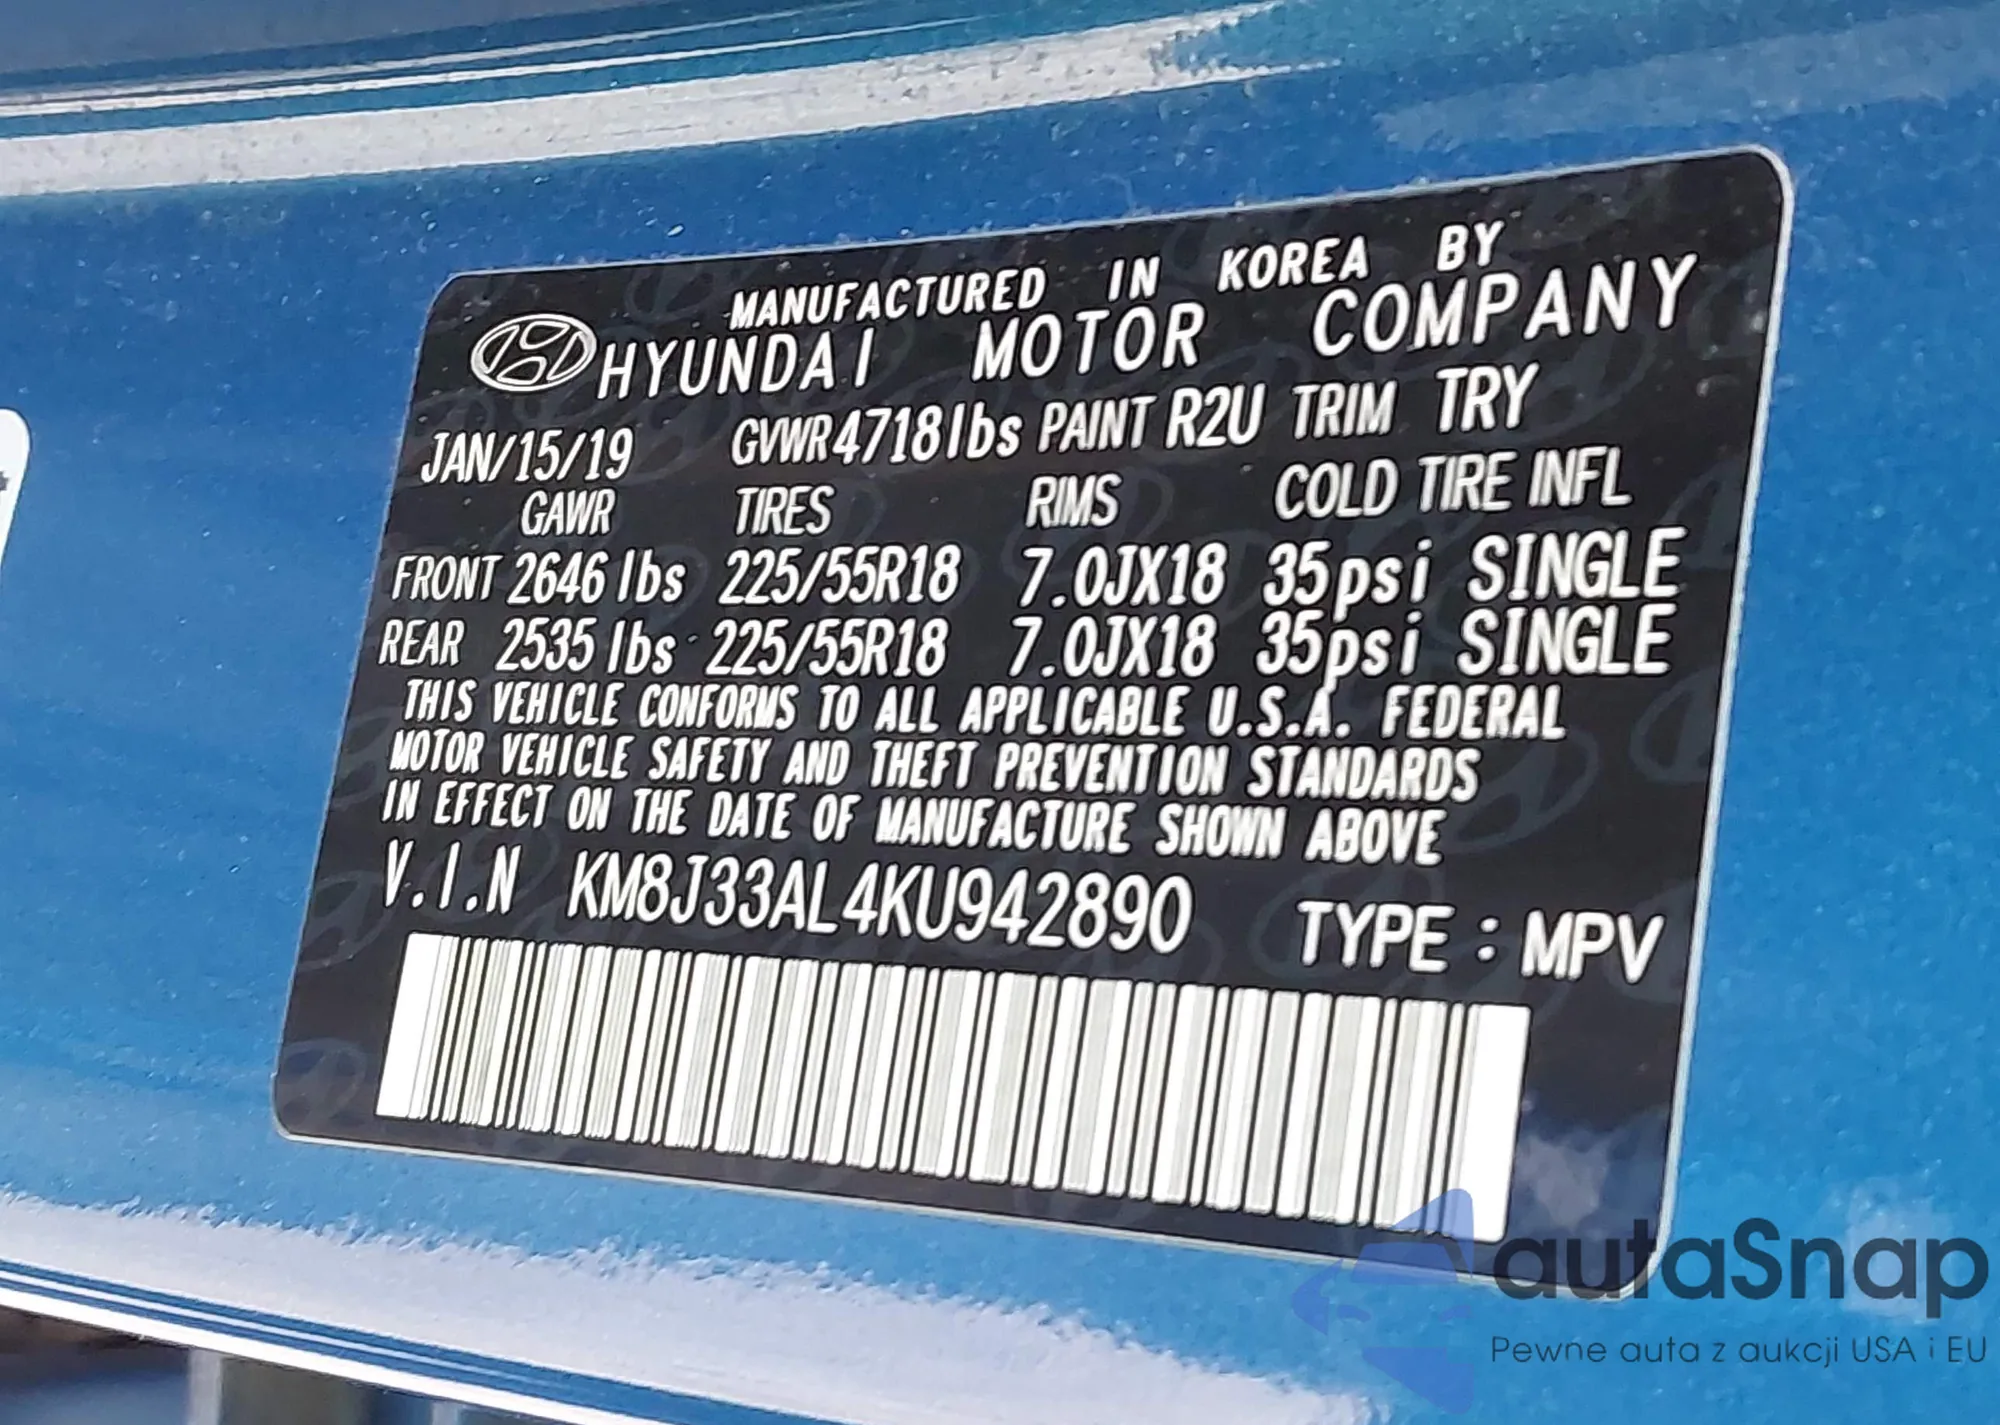 MANUFACTURED IN KOREA BY
HYUNDAI MOTOR COMPANY
JAN/15/19 GVWR 4718lbs PAINT R2U TRIM TRY
GAWR TIRES RIMS COLD TIRE INFL
FRONT 2646 lbs 225/55R18 7.0JX18 35psi SINGLE
REAR 2535 lbs 225/55R18 7.0JX18 35psi SINGLE
THIS VEHICLE CONFORMS TO ALL APPLICABLE U.S.A. FEDERAL
MOTOR VEHICLE SAFETY AND THEFT PREVENTION STANDARDS
IN EFFECT ON THE DATE OF MANUFACTURE SHOWN ABOVE
V.I.N KM8J33AL4KU942890 TYPE : MPV
autaSnap
Pewne auta z aukcji USA i EU